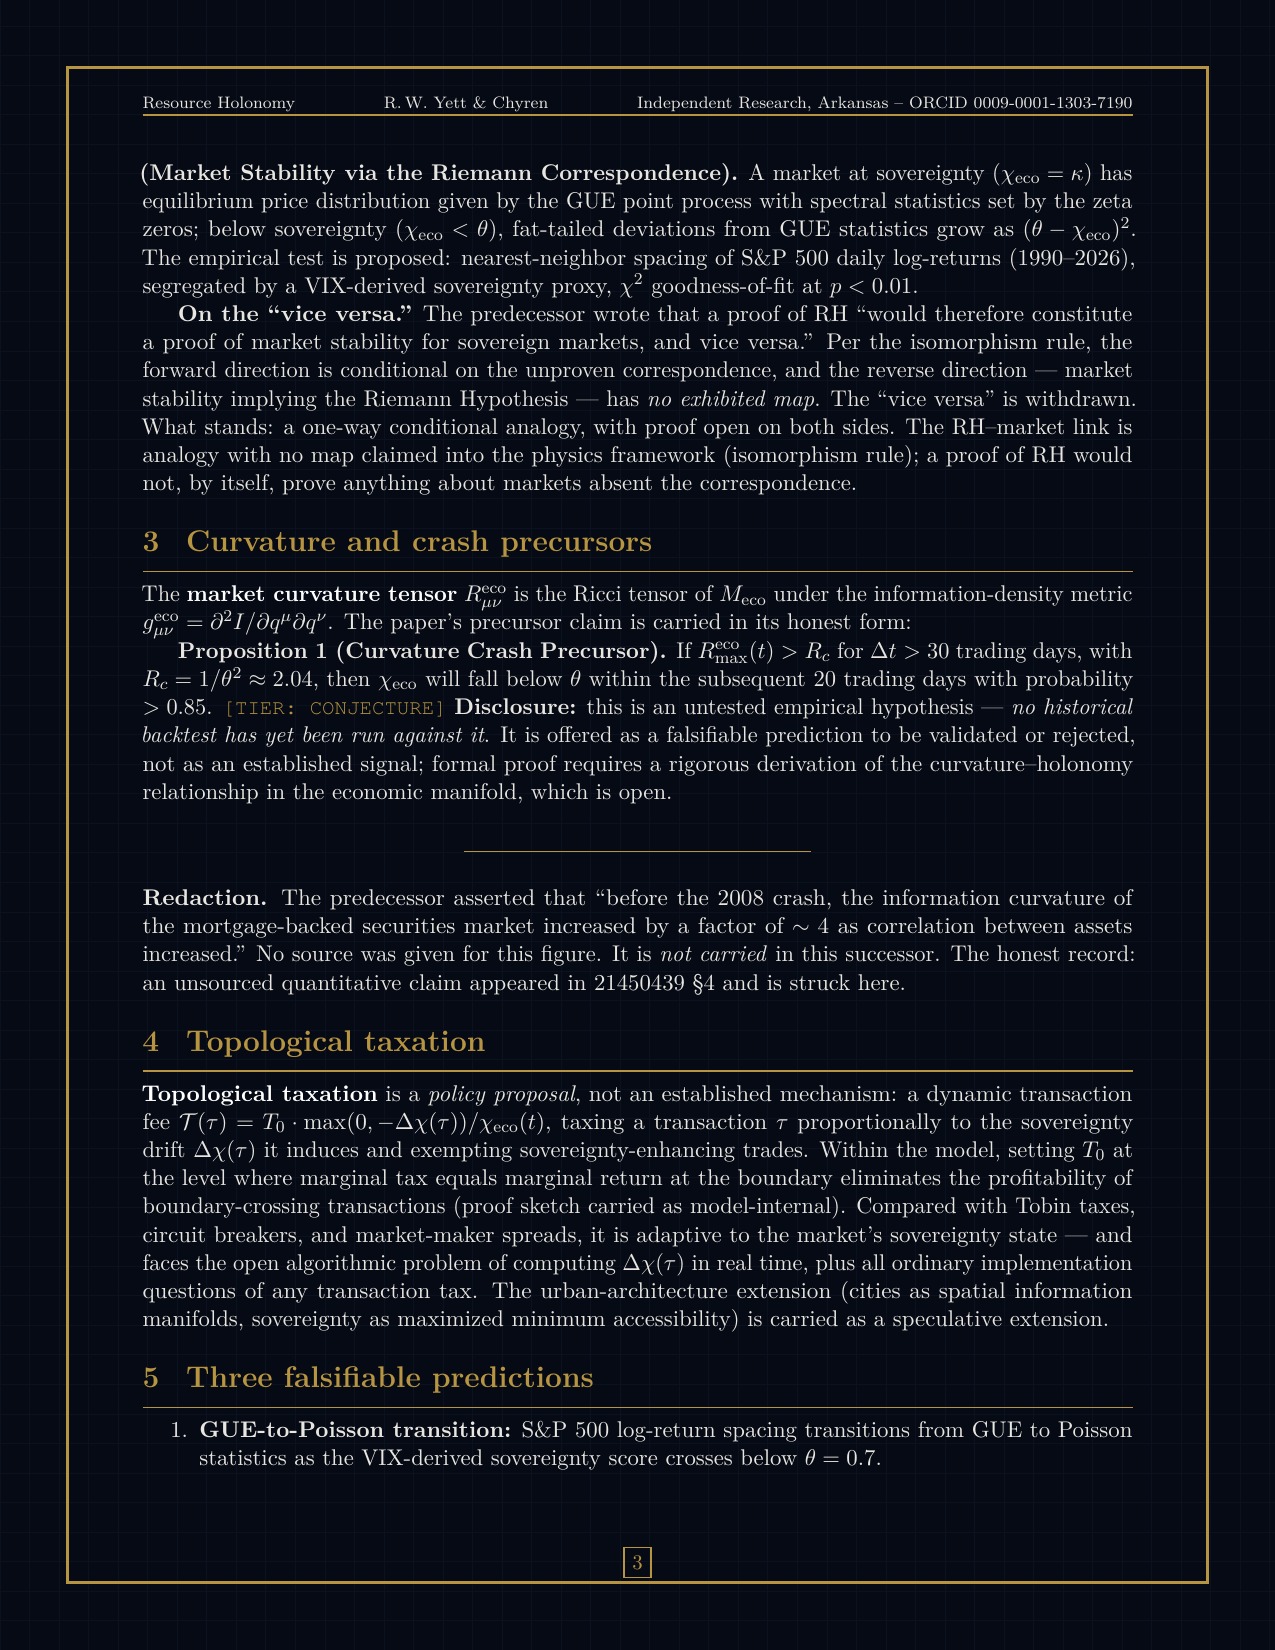 Resource Holonomy R. W. Yett & Chyren Independent Research, Arkansas – ORCID 0009-0001-1303-7190
(Market Stability via the Riemann Correspondence). A market at sovereignty (χ_eco = κ) has
equilibrium price distribution given by the GUE point process with spectral statistics set by the zeta
zeros; below sovereignty (χ_eco < θ), fat-tailed deviations from GUE statistics grow as (θ − χ_eco)².
The empirical test is proposed: nearest-neighbor spacing of S&P 500 daily log-returns (1990–2026),
segregated by a VIX-derived sovereignty proxy, χ² goodness-of-fit at p < 0.01.
On the “vice versa.” The predecessor wrote that a proof of RH “would therefore constitute
a proof of market stability for sovereign markets, and vice versa.” Per the isomorphism rule, the
forward direction is conditional on the unproven correspondence, and the reverse direction — market
stability implying the Riemann Hypothesis — has no exhibited map. The “vice versa” is withdrawn.
What stands: a one-way conditional analogy, with proof open on both sides. The RH–market link is
analogy with no map claimed into the physics framework (isomorphism rule); a proof of RH would
not, by itself, prove anything about markets absent the correspondence.
3 Curvature and crash precursors
The market curvature tensor R^eco_μν is the Ricci tensor of M_eco under the information-density metric
g^eco_μν = ∂²I/∂q^μ∂q^ν. The paper’s precursor claim is carried in its honest form:
Proposition 1 (Curvature Crash Precursor). If R^eco_max(t) > R_c for Δt > 30 trading days, with
R_c = 1/θ² ≈ 2.04, then χ_eco will fall below θ within the subsequent 20 trading days with probability
> 0.85. [TIER: CONJECTURE] Disclosure: this is an untested empirical hypothesis — no historical
backtest has yet been run against it. It is offered as a falsifiable prediction to be validated or rejected,
not as an established signal; formal proof requires a rigorous derivation of the curvature–holonomy
relationship in the economic manifold, which is open.
Redaction. The predecessor asserted that “before the 2008 crash, the information curvature of
the mortgage-backed securities market increased by a factor of ∼ 4 as correlation between assets
increased.” No source was given for this figure. It is not carried in this successor. The honest record:
an unsourced quantitative claim appeared in 21450439 §4 and is struck here.
4 Topological taxation
Topological taxation is a policy proposal, not an established mechanism: a dynamic transaction
fee 𝒯(τ) = T₀ · max(0, −Δχ(τ))/χ_eco(t), taxing a transaction τ proportionally to the sovereignty
drift Δχ(τ) it induces and exempting sovereignty-enhancing trades. Within the model, setting T₀ at
the level where marginal tax equals marginal return at the boundary eliminates the profitability of
boundary-crossing transactions (proof sketch carried as model-internal). Compared with Tobin taxes,
circuit breakers, and market-maker spreads, it is adaptive to the market’s sovereignty state — and
faces the open algorithmic problem of computing Δχ(τ) in real time, plus all ordinary implementation
questions of any transaction tax. The urban-architecture extension (cities as spatial information
manifolds, sovereignty as maximized minimum accessibility) is carried as a speculative extension.
5 Three falsifiable predictions
1. GUE-to-Poisson transition: S&P 500 log-return spacing transitions from GUE to Poisson
statistics as the VIX-derived sovereignty score crosses below θ = 0.7.
3